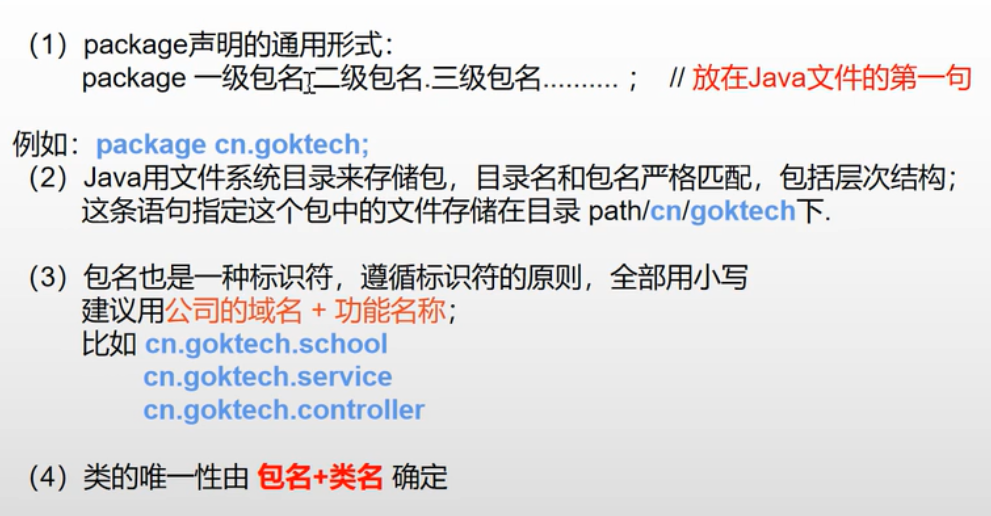 （1）package声明的通用形式：
package 一级包名.二级包名.三级包名.......... ； // 放在Java文件的第一句
例如：package cn.goktech;
（2）Java用文件系统目录来存储包，目录名和包名严格匹配，包括层次结构；
这条语句指定这个包中的文件存储在目录 path/cn/goktech下.
（3）包名也是一种标识符，遵循标识符的原则，全部用小写
建议用公司的域名 + 功能名称；
比如 cn.goktech.school
cn.goktech.service
cn.goktech.controller
（4）类的唯一性由 包名+类名 确定